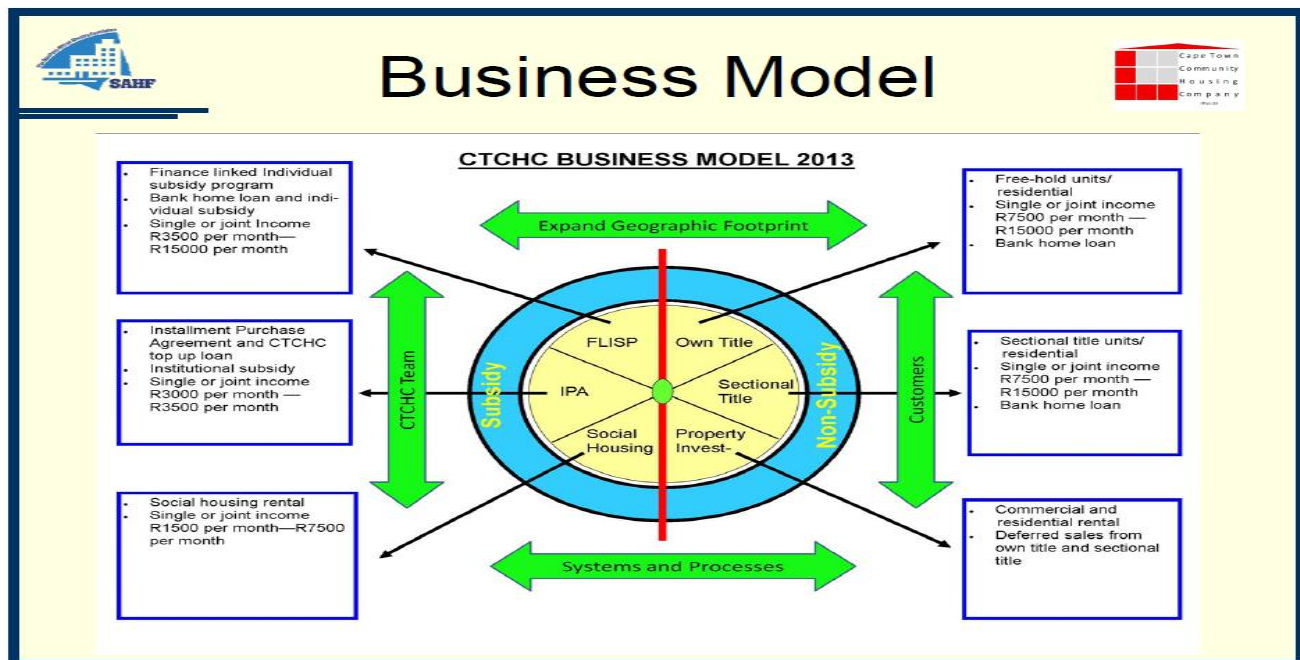 SAHF
Business Model
Cape Town
Community
Housing
Company
CTCHC BUSINESS MODEL 2013
• Finance linked Individual
subsidy program
• Bank home loan and indi-
vidual subsidy
• Single or joint Income
R3500 per month—
R15000 per month
• Installment Purchase
Agreement and CTCHC
top up loan
• Institutional subsidy
• Single or joint income
R3000 per month —
R3500 per month
• Social housing rental
• Single or joint income
R1500 per month—R7500
per month
Expand Geographic Footprint
CTCHC Team
Subsidy
FLISP
Own Title
IPA
Sectional
Title
Social
Housing
Property
Invest-
Non-Subsidy
Customers
Systems and Processes
• Free-hold units/
residential
• Single or joint income
R7500 per month —
R15000 per month
• Bank home loan
• Sectional title units/
residential
• Single or joint income
R7500 per month —
R15000 per month
• Bank home loan
• Commercial and
residential rental
• Deferred sales from
own title and sectional
title